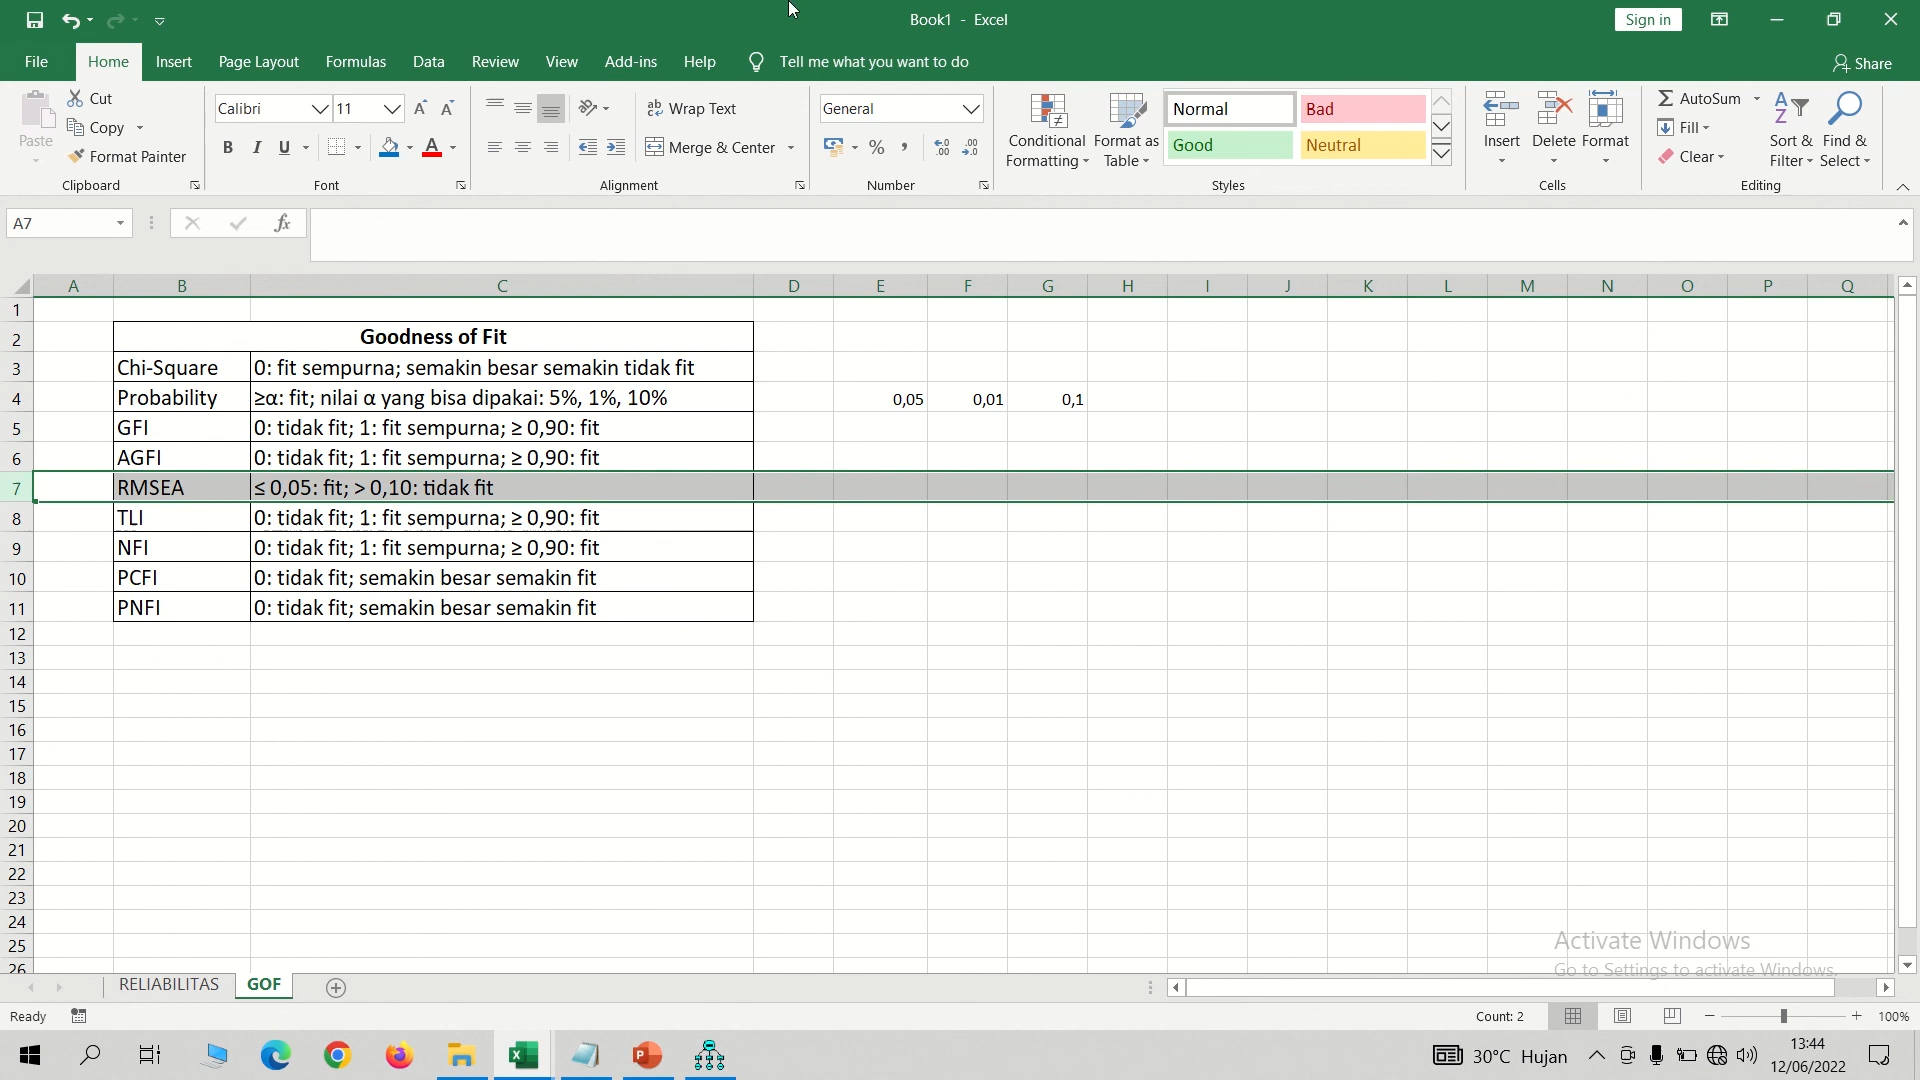 Book1 - Excel
Sign in
File Home Insert Page Layout Formulas Data Review View Add-ins Help Tell me what you want to do Share
Paste Cut
Copy
Format Painter
Clipboard
Calibri 11
B I U
Font
Wrap Text
Merge & Center
Alignment
General
Number
Conditional Formatting
Format as Table
Normal Bad
Good Neutral
Styles
Insert Delete Format
Cells
AutoSum
Fill
Clear
Sort & Filter
Find & Select
Editing
A7
fx
A B C D E F G H I J K L M N O P Q
1
2 Goodness of Fit
3 Chi-Square 0: fit sempurna; semakin besar semakin tidak fit
4 Probability ≥α: fit; nilai α yang bisa dipakai: 5%, 1%, 10% 0,05 0,01 0,1
5 GFI 0: tidak fit; 1: fit sempurna; ≥ 0,90: fit
6 AGFI 0: tidak fit; 1: fit sempurna; ≥ 0,90: fit
7 RMSEA ≤ 0,05: fit; > 0,10: tidak fit
8 TLI 0: tidak fit; 1: fit sempurna; ≥ 0,90: fit
9 NFI 0: tidak fit; 1: fit sempurna; ≥ 0,90: fit
10 PCFI 0: tidak fit; semakin besar semakin fit
11 PNFI 0: tidak fit; semakin besar semakin fit
12
13
14
15
16
17
18
19
20
21
22
23
24
25
26
Activate Windows
Go to Settings to activate Windows.
RELIABILITAS GOF
Ready Count: 2 100%
30°C Hujan 13:44
12/06/2022